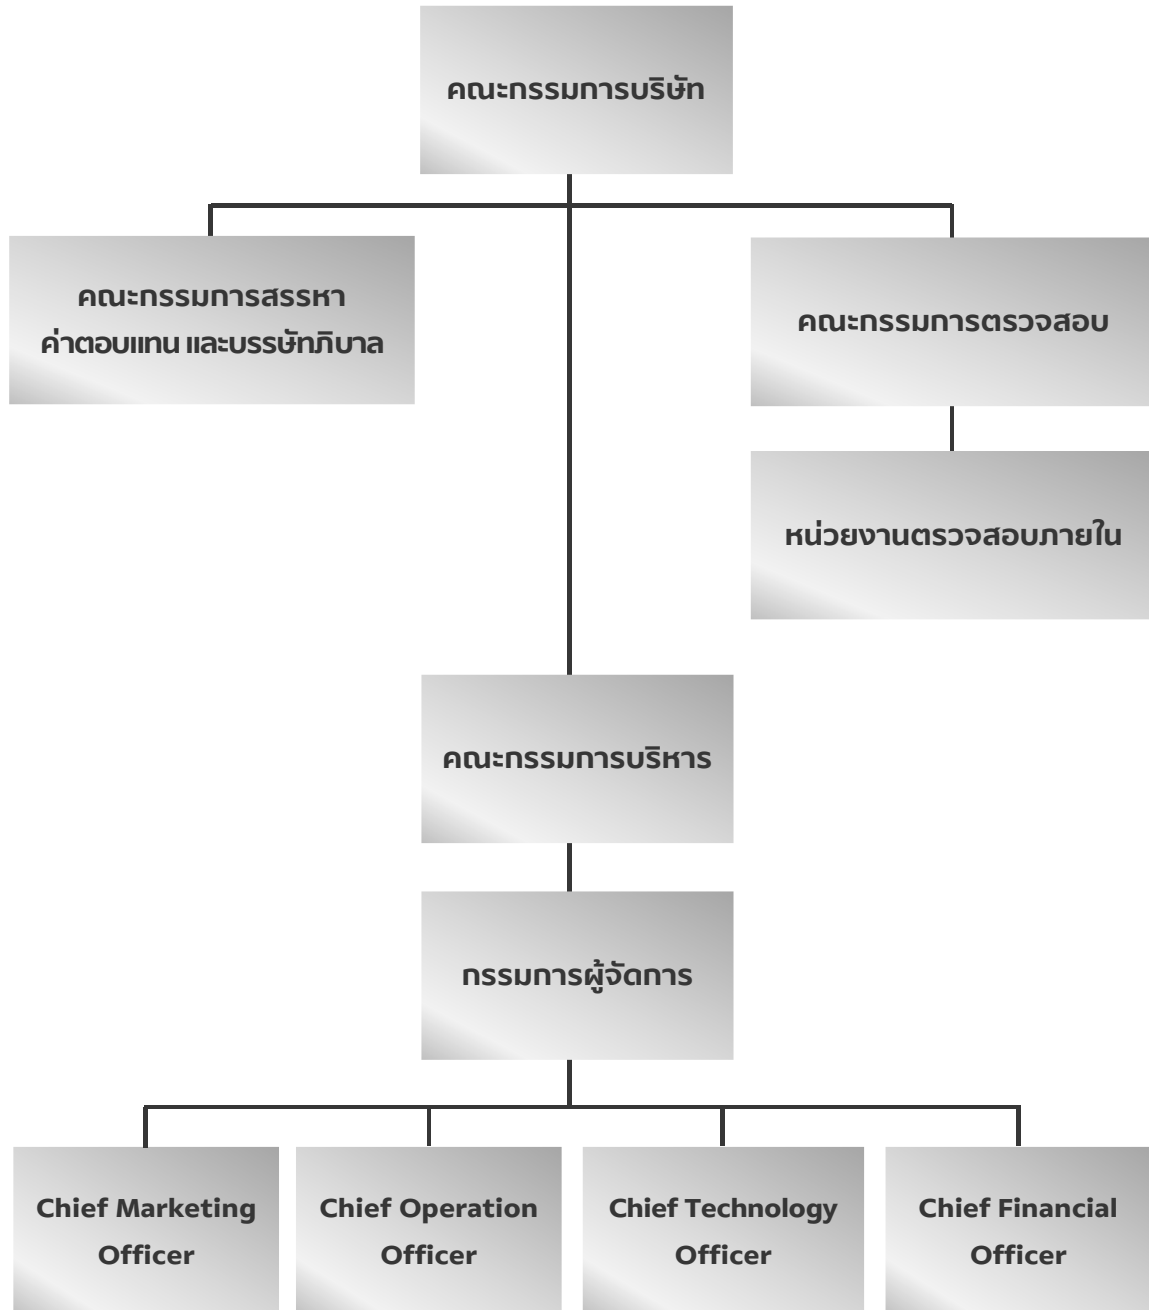 คณะกรรมการบริษัท
คณะกรรมการสรรหา
ค่าตอบแทน และบรรษัทภิบาล
คณะกรรมการตรวจสอบ
หน่วยงานตรวจสอบภายใน
คณะกรรมการบริหาร
กรรมการผู้จัดการ
Chief Marketing
Officer
Chief Operation
Officer
Chief Technology
Officer
Chief Financial
Officer